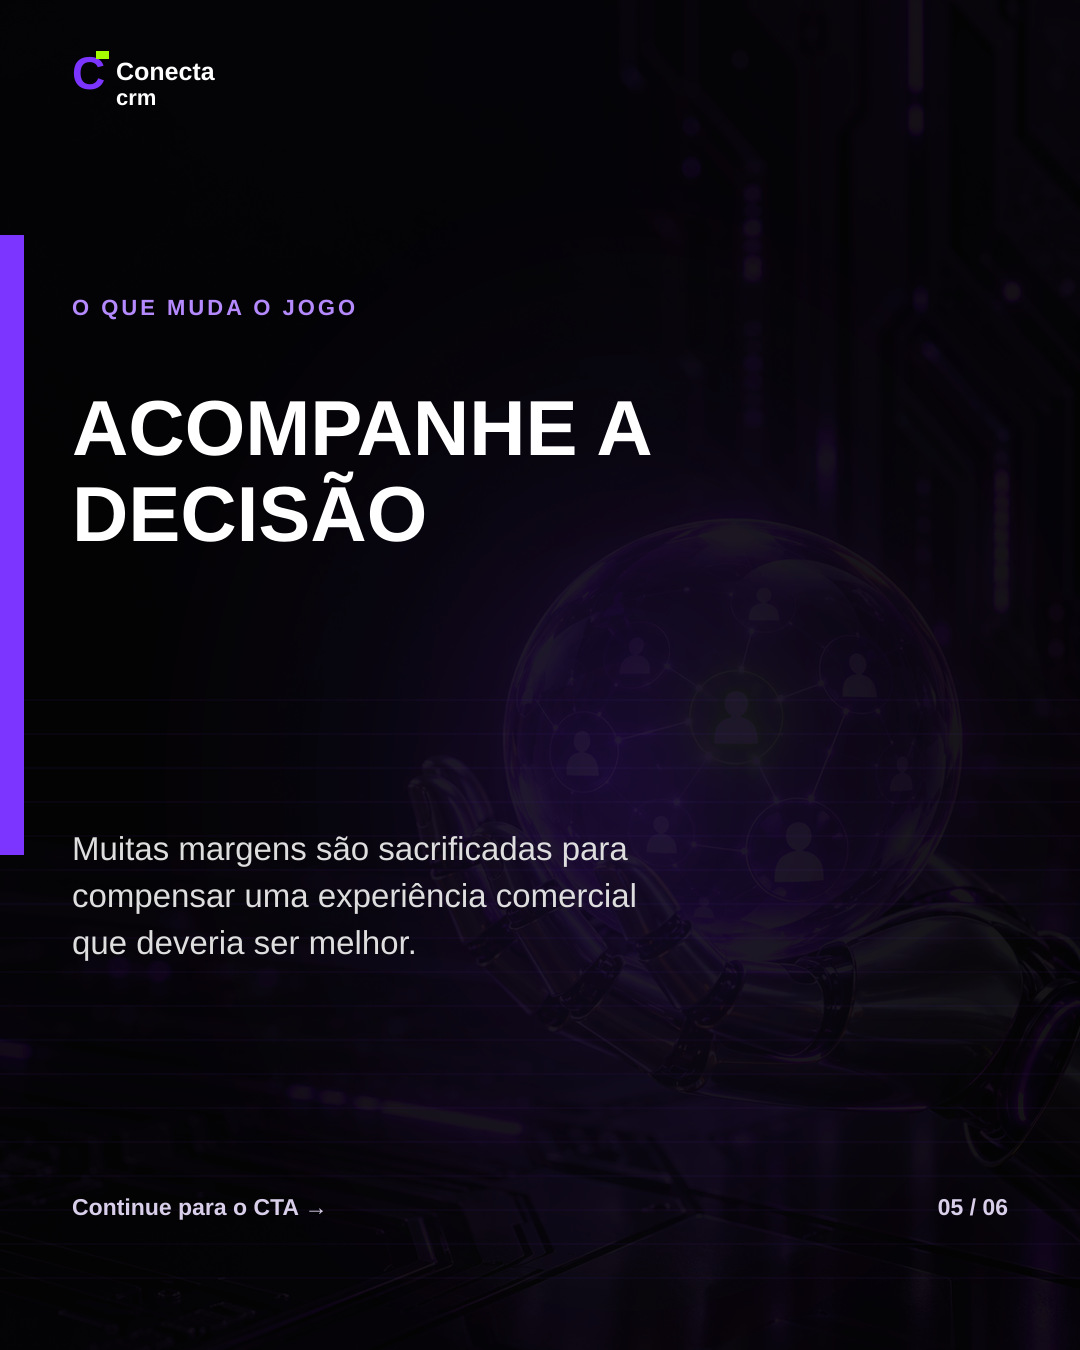 Conecta
crm
O QUE MUDA O JOGO
ACOMPANHE A
DECISÃO
Muitas margens são sacrificadas para
compensar uma experiência comercial
que deveria ser melhor.
Continue para o CTA →
05 / 06